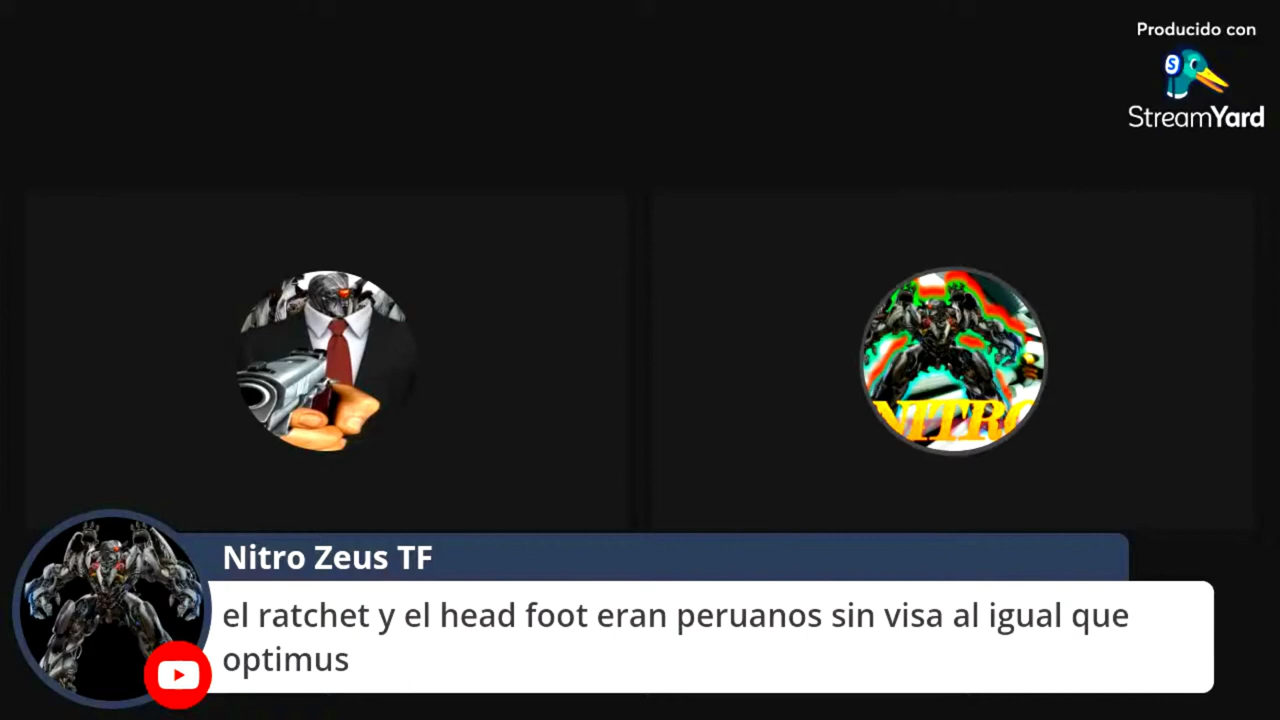 Producido con
StreamYard
NITRO
Nitro Zeus TF
el ratchet y el head foot eran peruanos sin visa al igual que
optimus